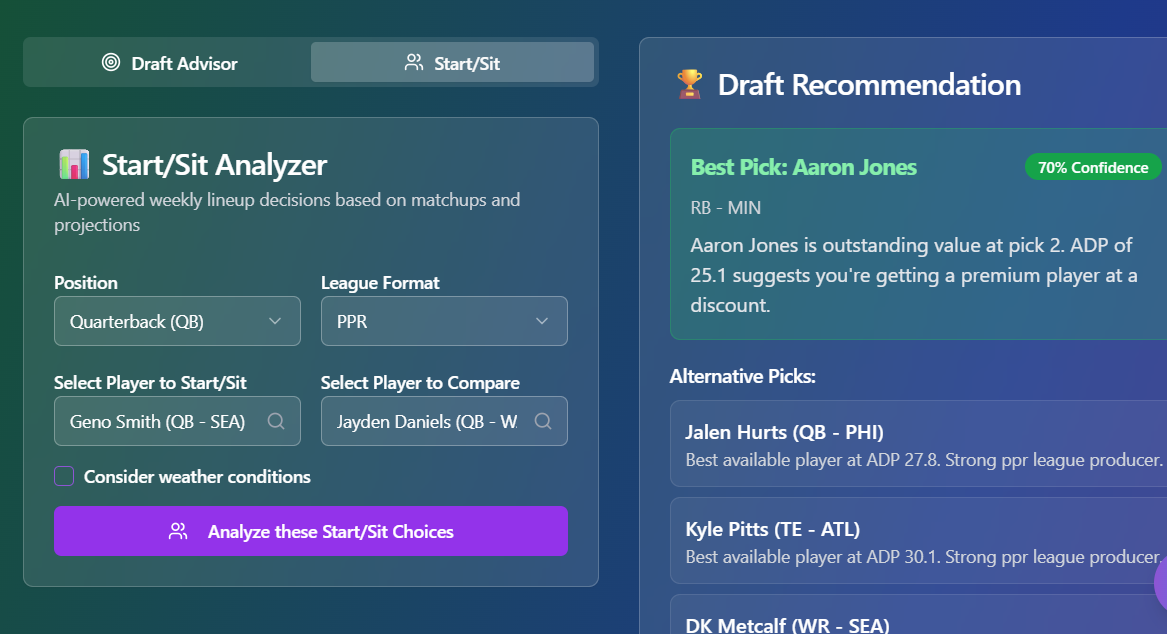 Draft Advisor
Start/Sit
Start/Sit Analyzer
AI-powered weekly lineup decisions based on matchups and
projections
Position
League Format
Quarterback (QB)
PPR
Select Player to Start/Sit
Select Player to Compare
Geno Smith (QB - SEA)
Jayden Daniels (QB - W
Consider weather conditions
Analyze these Start/Sit Choices
Draft Recommendation
Best Pick: Aaron Jones
70% Confidence
RB - MIN
Aaron Jones is outstanding value at pick 2. ADP of
25.1 suggests you're getting a premium player at a
discount.
Alternative Picks:
Jalen Hurts (QB - PHI)
Best available player at ADP 27.8. Strong ppr league producer.
Kyle Pitts (TE - ATL)
Best available player at ADP 30.1. Strong ppr league producer.
DK Metcalf (WR - SEA)